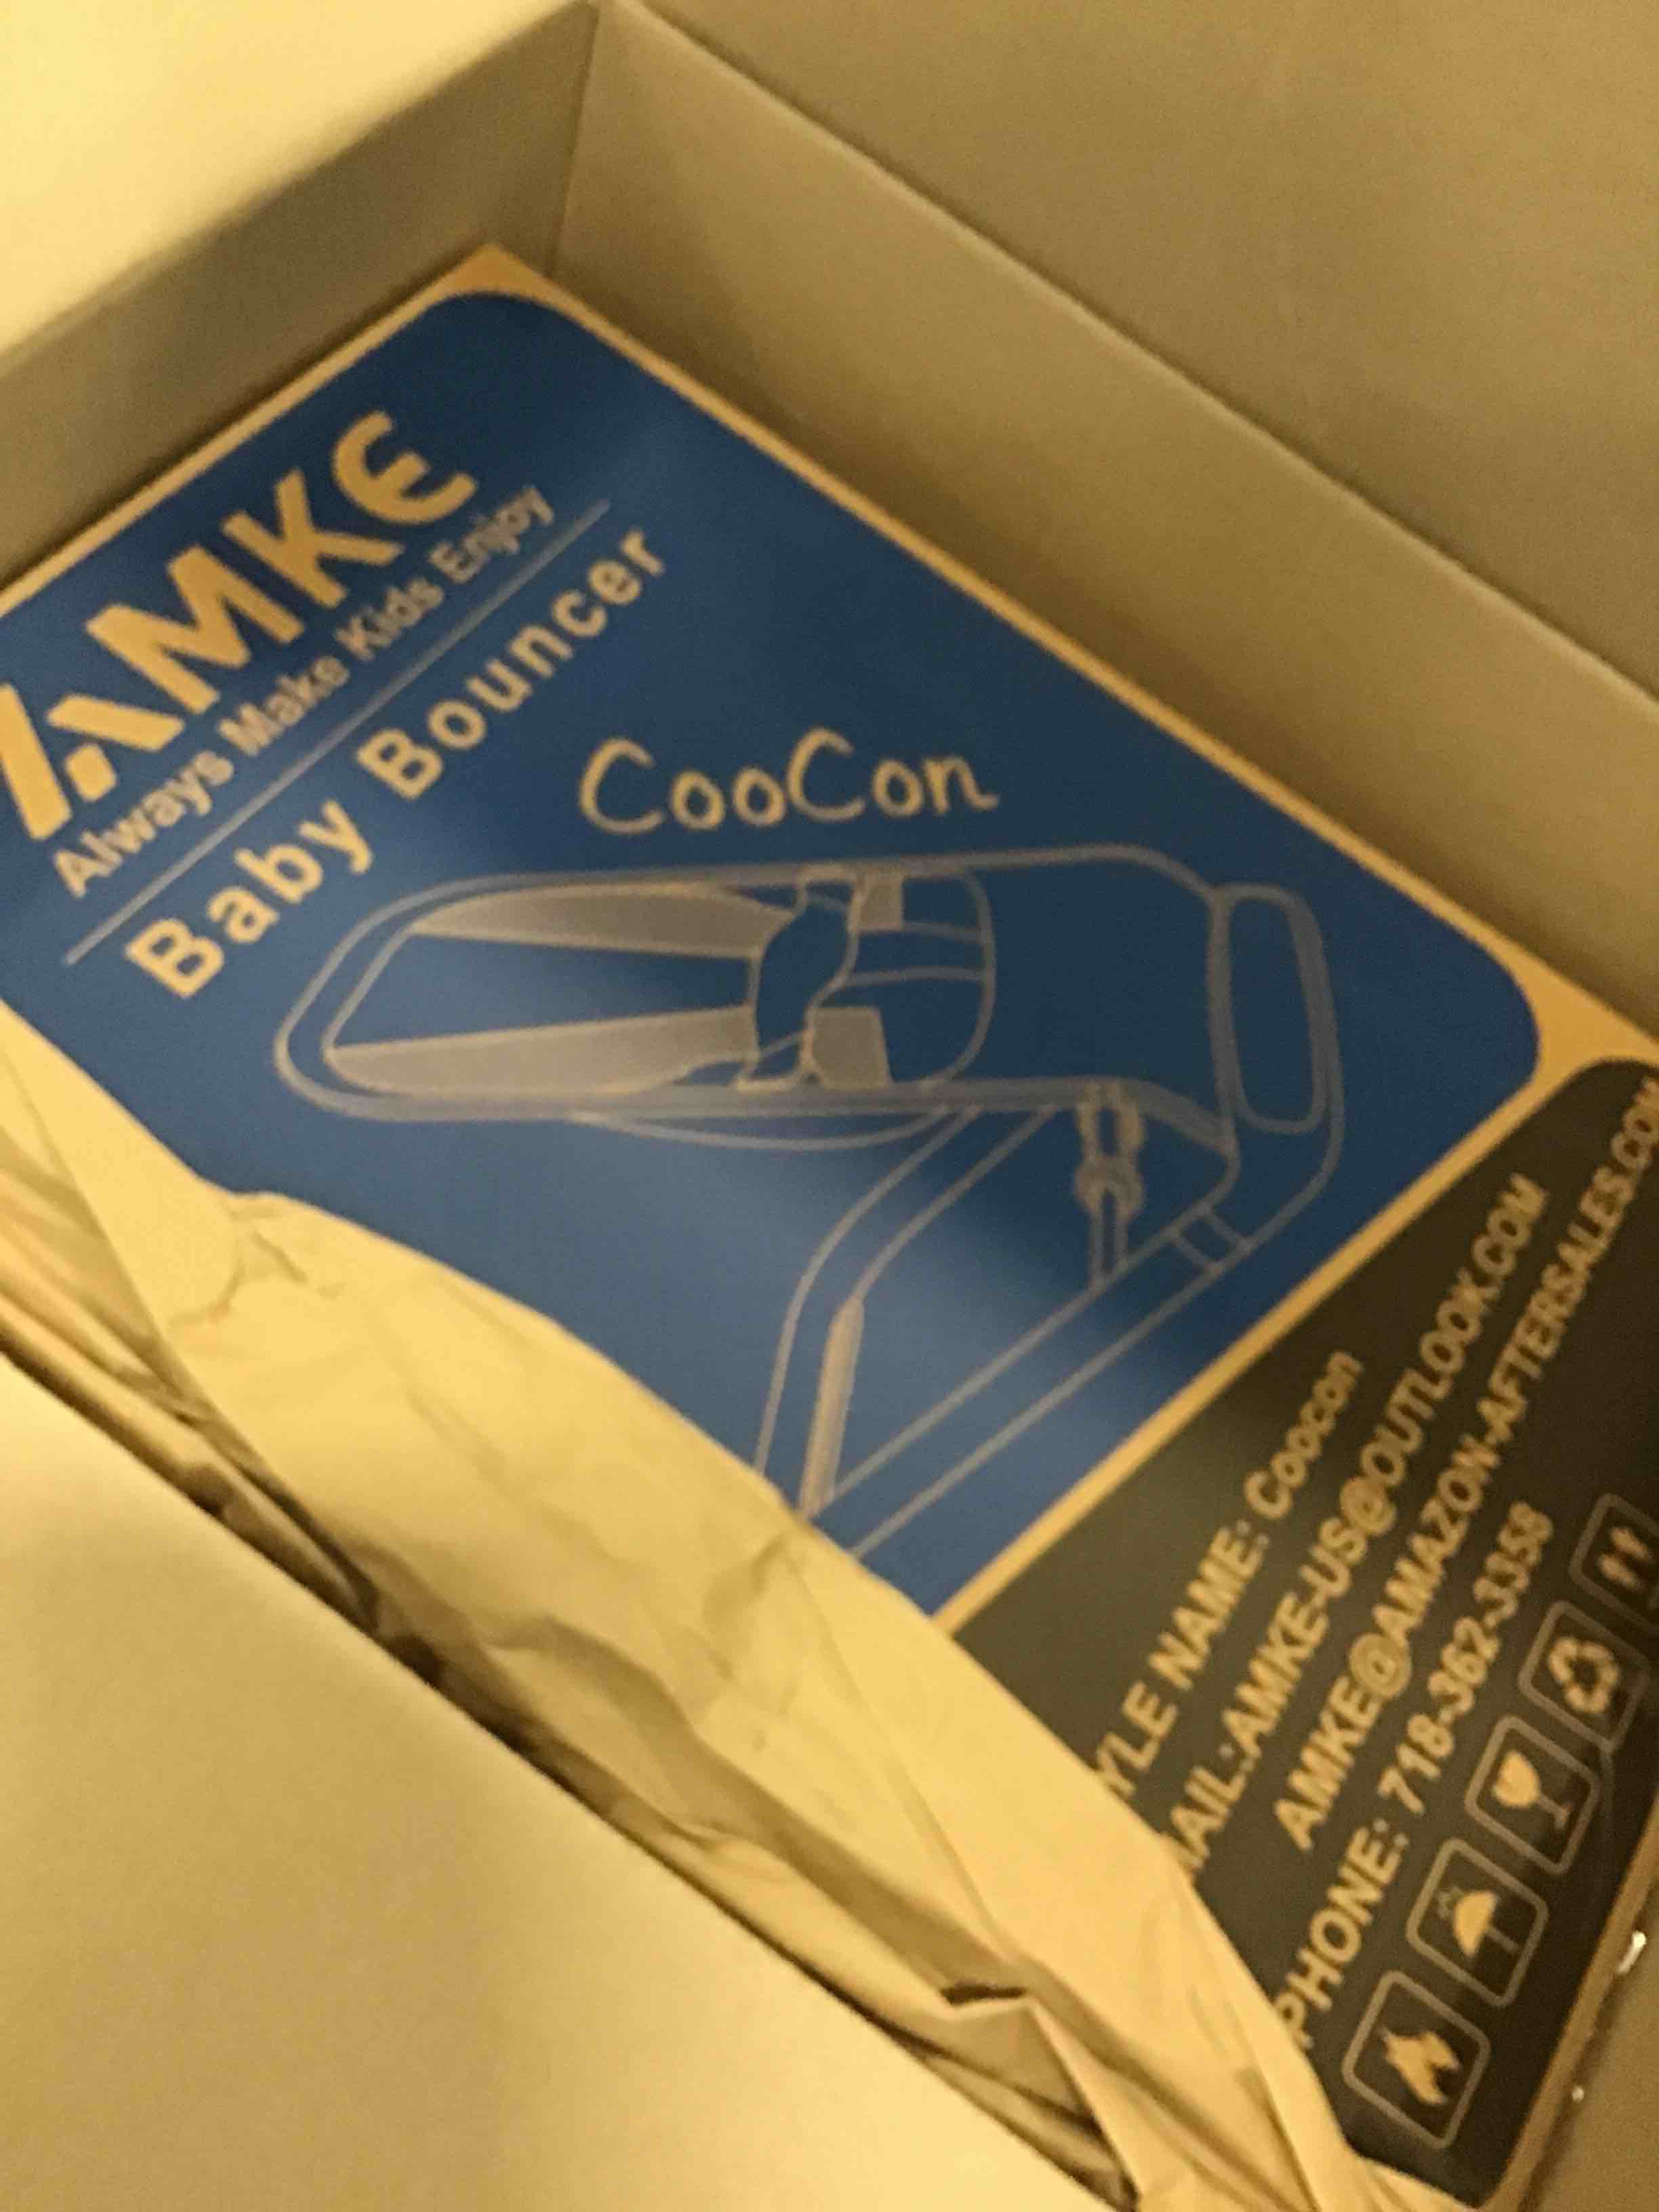 AMKE
Always Make Kids Enjoy
Baby Bouncer
CooCon
YLE NAME: Coocon
AIL:AMKE-US@OUTLOOK.COM
AMKE@AMAZON-AFTERSALES.COM
PHONE: 718-362-3358